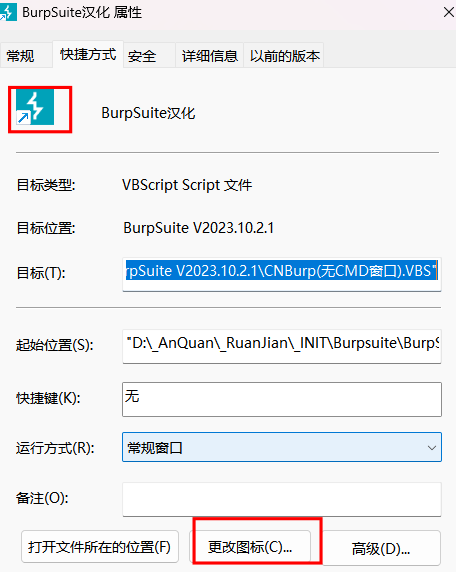 BurpSuite汉化 属性
常规 快捷方式 安全 详细信息 以前的版本
BurpSuite汉化
目标类型: VBScript Script 文件
目标位置: BurpSuite V2023.10.2.1
目标(T): rpSuite V2023.10.2.1\CNBurp(无CMD窗口).VBS"
起始位置(S): "D:\_AnQuan\_RuanJian\_INIT\Burpsuite\BurpS
快捷键(K): 无
运行方式(R): 常规窗口
备注(O):
打开文件所在的位置(F) 更改图标(C)... 高级(D)...